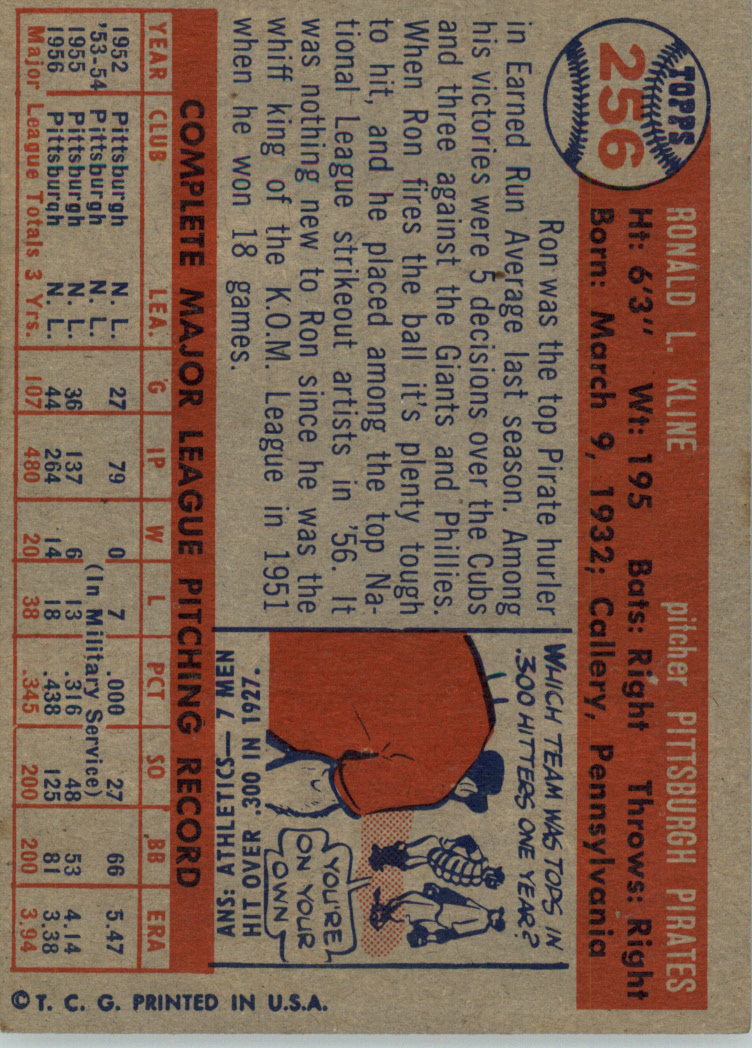 TOPPS
256
RONALD L. KLINE pitcher PITTSBURGH PIRATES
Ht: 6'3" Wt: 195 Bats: Right Throws: Right
Born: March 9, 1932; Callery, Pennsylvania
Ron was the top Pirate hurler
in Earned Run Average last season. Among
his victories were 5 decisions over the Cubs
and three against the Giants and Phillies.
When Ron fires the ball it's plenty tough
to hit, and he placed among the top Na-
tional League strikeout artists in '56. It
was nothing new to Ron since he was the
whiff king of the K.O.M. League in 1951
when he won 18 games.
WHICH TEAM WAS TOPS IN
.300 HITTERS ONE YEAR?
YOU'RE
ON YOUR
OWN
ANS: ATHLETICS—7 MEN
HIT OVER .300 IN 1927.
COMPLETE MAJOR LEAGUE PITCHING RECORD
YEAR CLUB LEA. G IP W L PCT SO BB ERA
1952 Pittsburgh N. L. 27 79 0 7 .000 27 66 5.47
'53-54 Pittsburgh N. L. (In Military Service)
1955 Pittsburgh N. L. 36 137 6 13 .316 48 53 4.14
1956 Pittsburgh N. L. 44 264 14 18 .438 125 81 3.38
Major League Totals 3 Yrs. 107 480 20 38 .345 200 200 3.94
© T. C. G. PRINTED IN U.S.A.